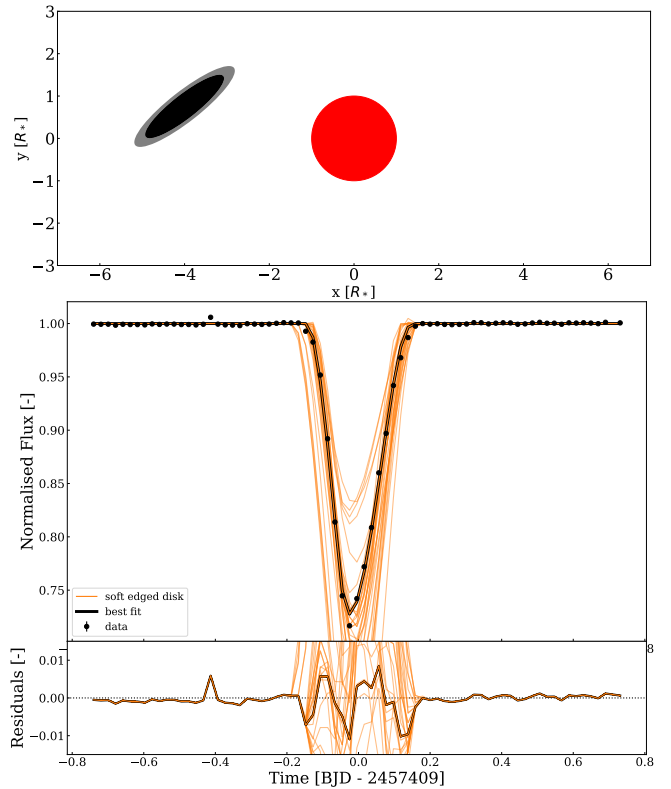 3
2
1
0
−1
−2
−3
y [R*]
−6 −4 −2 0 2 4 6
x [R*]
1.00
0.95
0.90
0.85
0.80
0.75
Normalised Flux [-]
soft edged disk
best fit
data
− 8
0.01
0.00
−0.01
Residuals [-]
−0.8 −0.6 −0.4 −0.2 0.0 0.2 0.4 0.6 0.8
Time [BJD - 2457409]